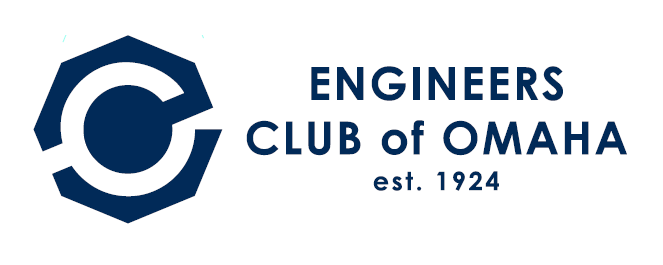 ENGINEERS
CLUB of OMAHA
est. 1924